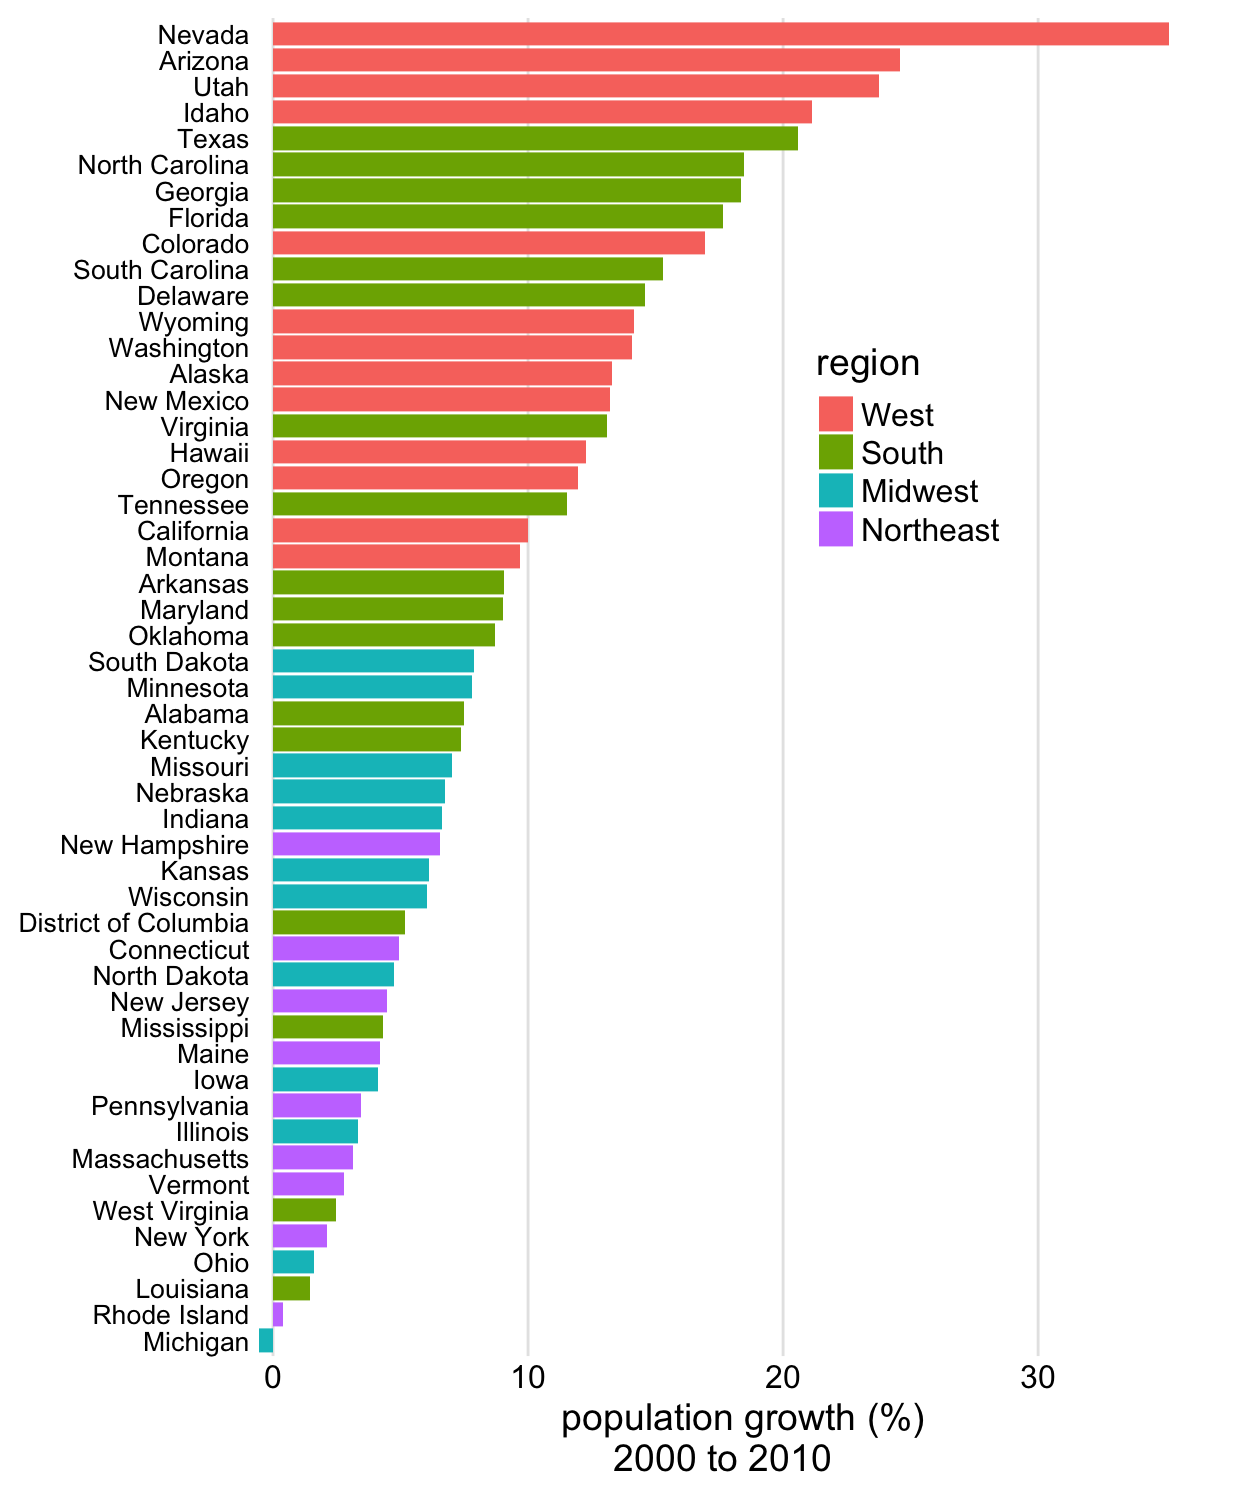 Nevada
Arizona
Utah
Idaho
Texas
North Carolina
Georgia
Florida
Colorado
South Carolina
Delaware
Wyoming
Washington
Alaska
New Mexico
Virginia
Hawaii
Oregon
Tennessee
California
Montana
Arkansas
Maryland
Oklahoma
South Dakota
Minnesota
Alabama
Kentucky
Missouri
Nebraska
Indiana
New Hampshire
Kansas
Wisconsin
District of Columbia
Connecticut
North Dakota
New Jersey
Mississippi
Maine
Iowa
Pennsylvania
Illinois
Massachusetts
Vermont
West Virginia
New York
Ohio
Louisiana
Rhode Island
Michigan
region
West
South
Midwest
Northeast
0 10 20 30
population growth (%)
2000 to 2010